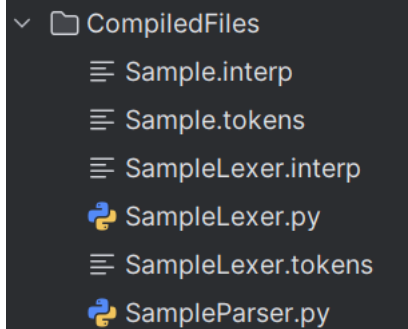 CompiledFiles
Sample.interp
Sample.tokens
SampleLexer.interp
SampleLexer.py
SampleLexer.tokens
SampleParser.py